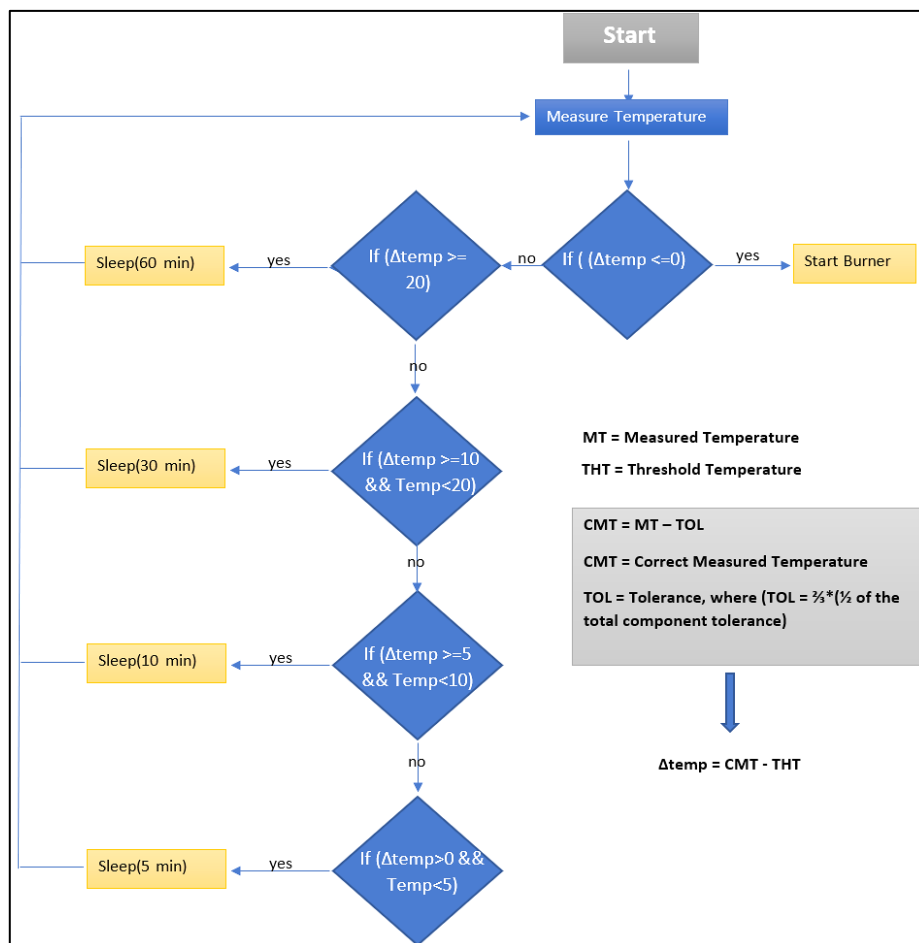 Start
Measure Temperature
If ( (Δtemp <=0)
yes
Start Burner
no
If (Δtemp >=
20)
yes
Sleep(60 min)
no
If (Δtemp >=10
&& Temp<20)
yes
Sleep(30 min)
no
If (Δtemp >=5
&& Temp<10)
yes
Sleep(10 min)
no
If (Δtemp>0 &&
Temp<5)
yes
Sleep(5 min)
MT = Measured Temperature
THT = Threshold Temperature
CMT = MT – TOL
CMT = Correct Measured Temperature
TOL = Tolerance, where (TOL = ⅔*(½ of the
total component tolerance)
Δtemp = CMT - THT